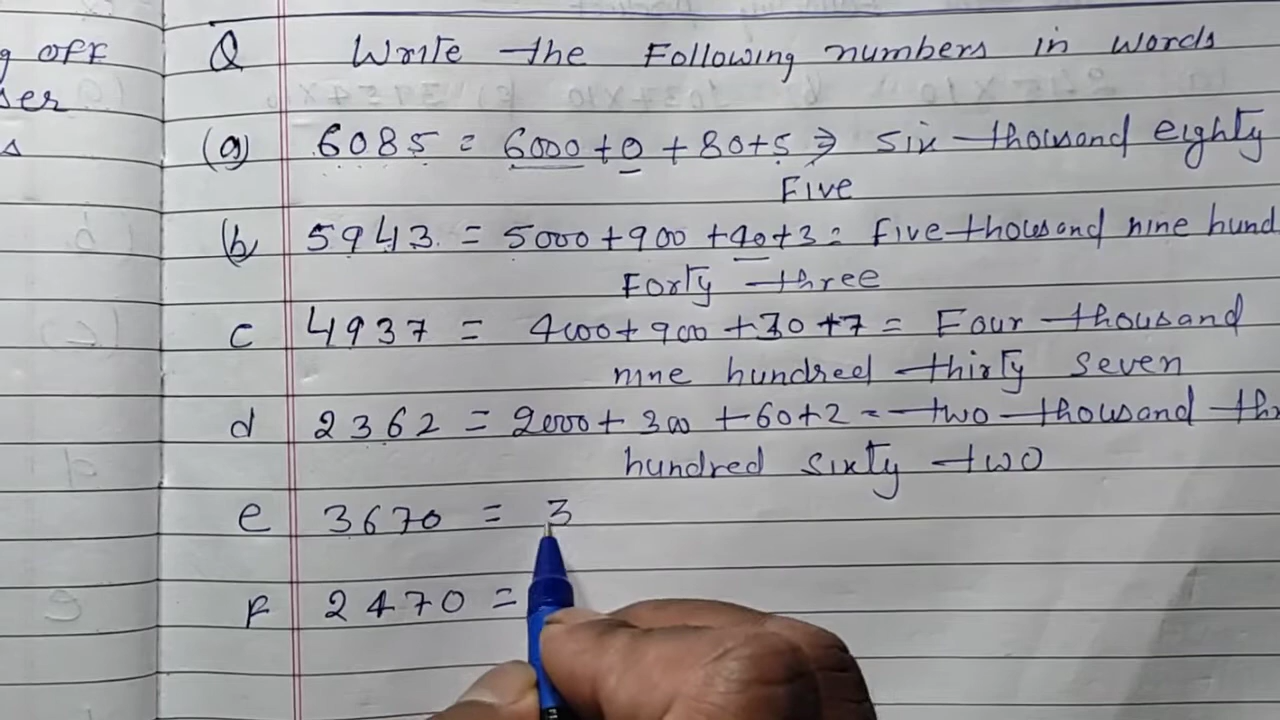 g off
Q Write the Following numbers in words
(a) 6085 = 6000 + 0 + 80 + 5 ⇒ Six thousand eighty
Five
(b) 5943 = 5000 + 900 + 40 + 3 = Five thousand nine hund
Forty three
c 4937 = 4000 + 900 + 30 + 7 = Four thousand
nine hundred thirty seven
d 2362 = 2000 + 300 + 60 + 2 = two thousand th
hundred sixty two
e 3670 = 3
F 2470 =